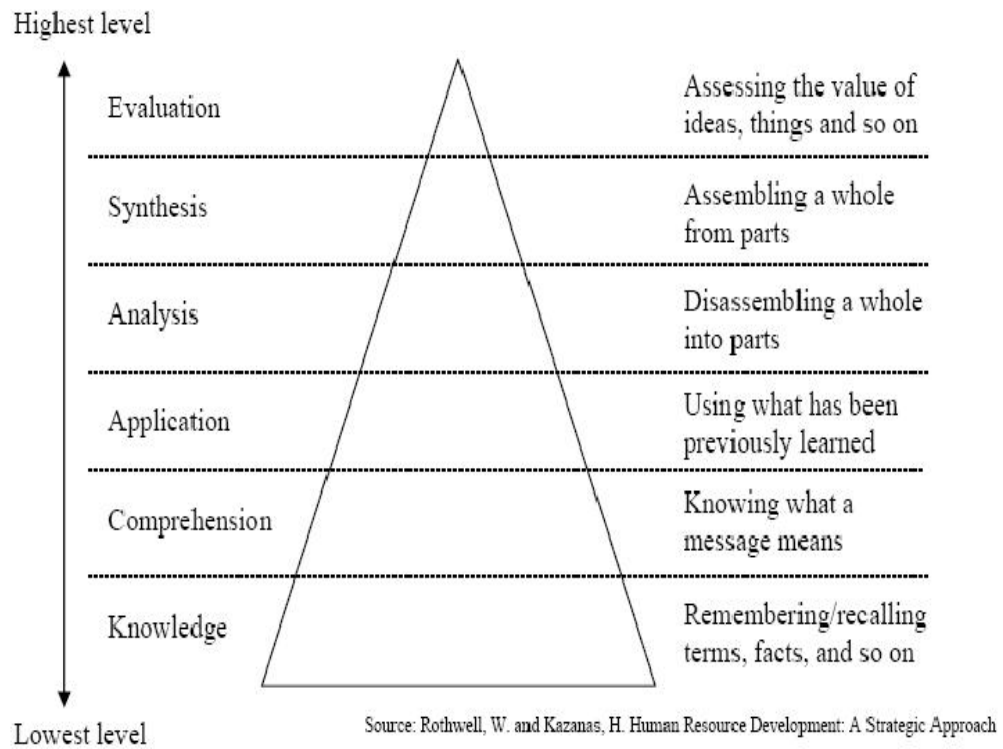 Highest level
Evaluation
Assessing the value of
ideas, things and so on
Synthesis
Assembling a whole
from parts
Analysis
Disassembling a whole
into parts
Application
Using what has been
previously learned
Comprehension
Knowing what a
message means
Knowledge
Remembering/recalling
terms, facts, and so on
Lowest level
Source: Rothwell, W. and Kazanas, H. Human Resource Development: A Strategic Approach